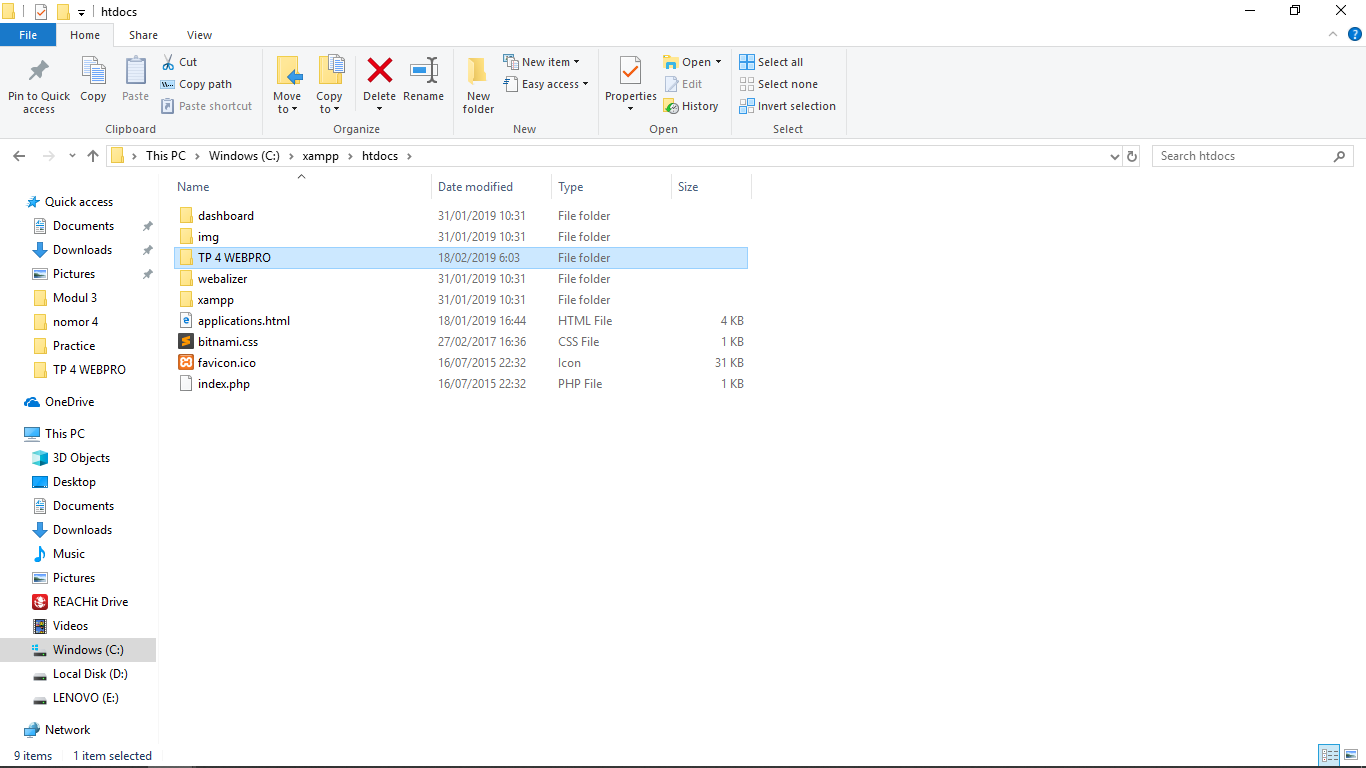 htdocs
File Home Share View
Pin to Quick access
Copy
Paste
Cut
Copy path
Paste shortcut
Clipboard
Move to
Copy to
Delete
Rename
Organize
New folder
New item
Easy access
New
Properties
Open
Edit
History
Open
Select all
Select none
Invert selection
Select
This PC Windows (C:) xampp htdocs
Search htdocs
Quick access
Documents
Downloads
Pictures
Modul 3
nomor 4
Practice
TP 4 WEBPRO
OneDrive
This PC
3D Objects
Desktop
Documents
Downloads
Music
Pictures
REACHit Drive
Videos
Windows (C:)
Local Disk (D:)
LENOVO (E:)
Network
Name Date modified Type Size
dashboard 31/01/2019 10:31 File folder
img 31/01/2019 10:31 File folder
TP 4 WEBPRO 18/02/2019 6:03 File folder
webalizer 31/01/2019 10:31 File folder
xampp 31/01/2019 10:31 File folder
applications.html 18/01/2019 16:44 HTML File 4 KB
bitnami.css 27/02/2017 16:36 CSS File 1 KB
favicon.ico 16/07/2015 22:32 Icon 31 KB
index.php 16/07/2015 22:32 PHP File 1 KB
9 items 1 item selected